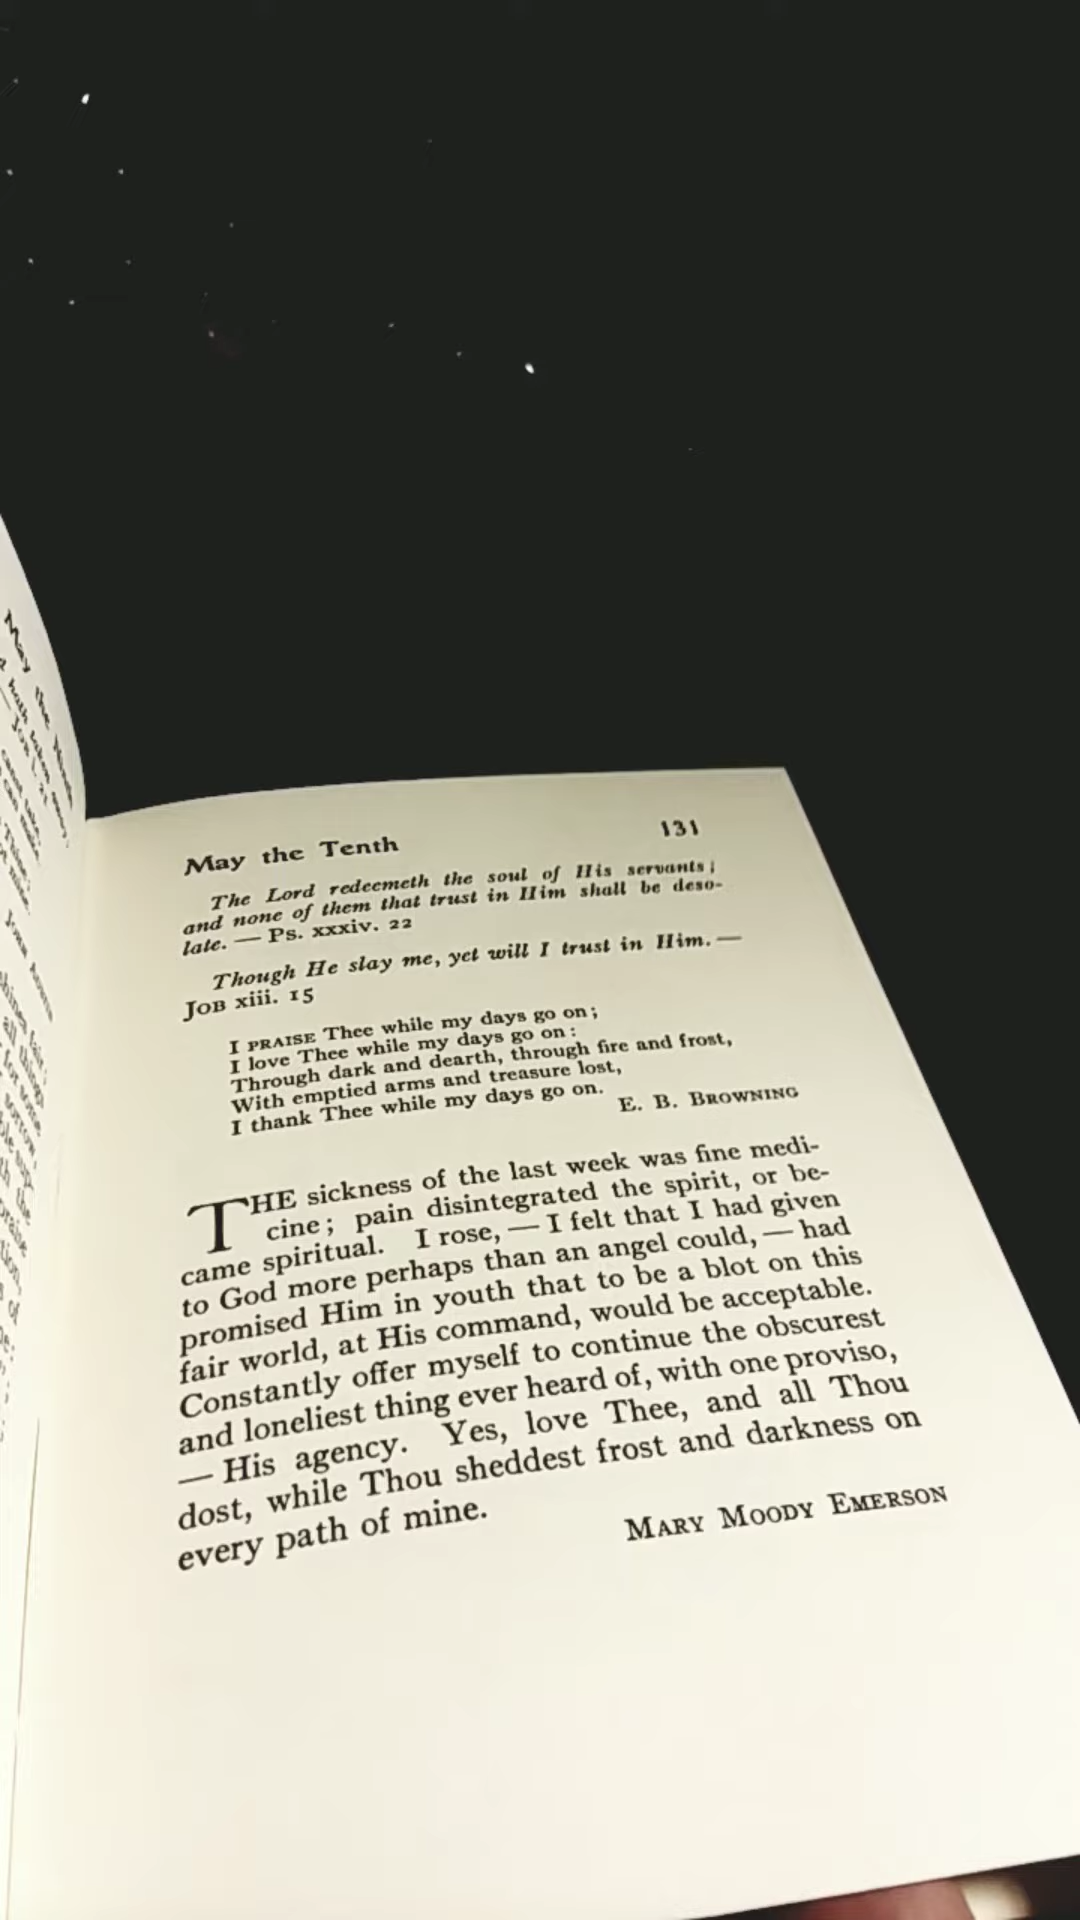 May the Tenth 131
The Lord redeemeth the soul of His servants;
and none of them that trust in Him shall be deso-
late. — Ps. xxxiv. 22
Though He slay me, yet will I trust in Him. —
JOB xiii. 15
I PRAISE Thee while my days go on;
I love Thee while my days go on:
Through dark and dearth, through fire and frost,
With emptied arms and treasure lost,
I thank Thee while my days go on.
E. B. BROWNING
THE sickness of the last week was fine medi-
cine; pain disintegrated the spirit, or be-
came spiritual. I rose, — I felt that I had given
to God more perhaps than an angel could, — had
promised Him in youth that to be a blot on this
fair world, at His command, would be acceptable.
Constantly offer myself to continue the obscurest
and loneliest thing ever heard of, with one proviso,
— His agency. Yes, love Thee, and all Thou
dost, while Thou sheddest frost and darkness on
every path of mine.
MARY MOODY EMERSON